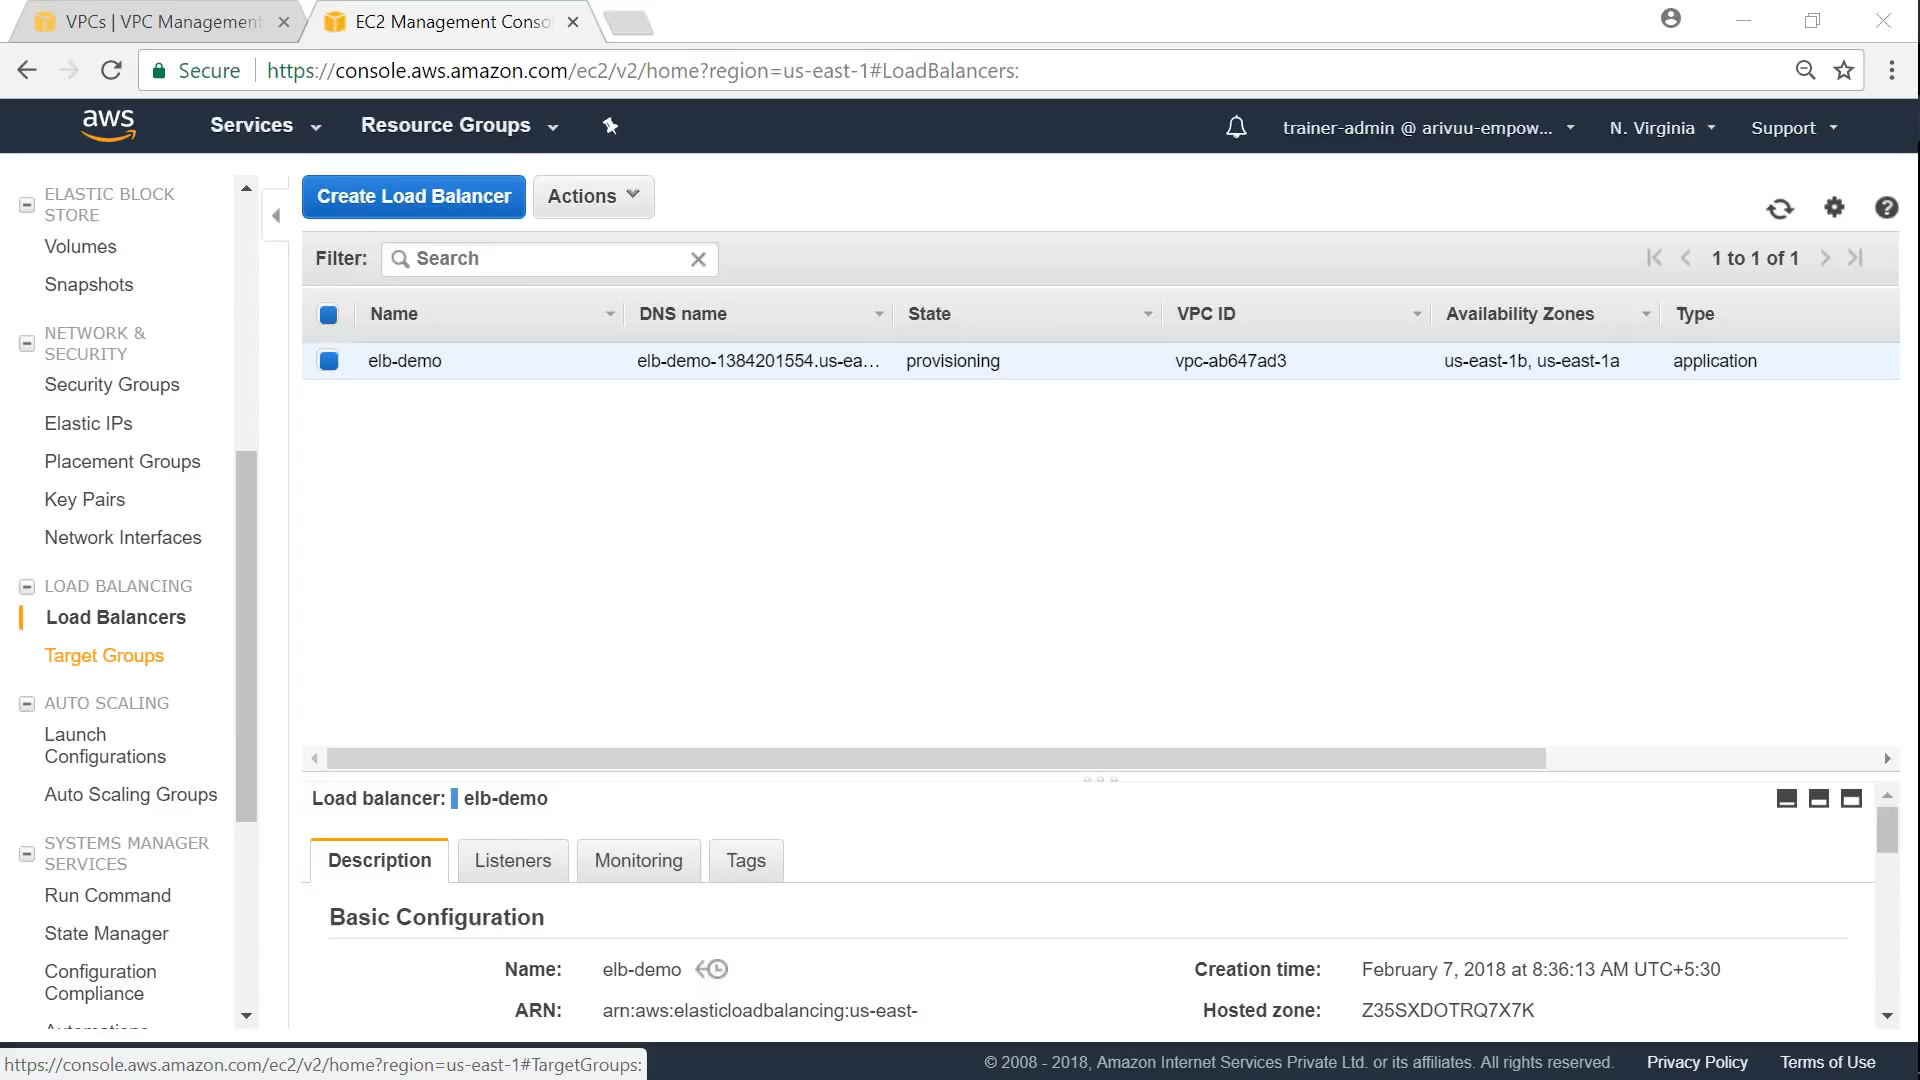 VPCs | VPC Management
EC2 Management Conso
Secure
https://console.aws.amazon.com/ec2/v2/home?region=us-east-1#LoadBalancers:
aws
Services
Resource Groups
trainer-admin @ arivuu-empow...
N. Virginia
Support
ELASTIC BLOCK
STORE
Volumes
Snapshots
NETWORK &
SECURITY
Security Groups
Elastic IPs
Placement Groups
Key Pairs
Network Interfaces
LOAD BALANCING
Load Balancers
Target Groups
AUTO SCALING
Launch
Configurations
Auto Scaling Groups
SYSTEMS MANAGER
SERVICES
Run Command
State Manager
Configuration
Compliance
Create Load Balancer
Actions
Filter:
Search
1 to 1 of 1
Name
DNS name
State
VPC ID
Availability Zones
Type
elb-demo
elb-demo-1384201554.us-ea...
provisioning
vpc-ab647ad3
us-east-1b, us-east-1a
application
Load balancer:
elb-demo
Description
Listeners
Monitoring
Tags
Basic Configuration
Name:
elb-demo
Creation time:
February 7, 2018 at 8:36:13 AM UTC+5:30
ARN:
arn:aws:elasticloadbalancing:us-east-
Hosted zone:
Z35SXDOTRQ7X7K
https://console.aws.amazon.com/ec2/v2/home?region=us-east-1#TargetGroups:
© 2008 - 2018, Amazon Internet Services Private Ltd. or its affiliates. All rights reserved.
Privacy Policy
Terms of Use